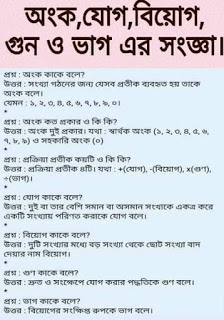 অংক,যোগ,বিয়োগ,
গুন ও ভাগ এর সংজ্ঞা।
প্রশ্ন : অংক কাকে বলে?
উত্তর : সংখ্যা গঠনের জন্য যেসব প্রতীক ব্যবহৃত হয় তাকে
অংক বলে।
যেমন : ১, ২, ৩, ৪, ৫, ৬, ৭, ৮, ৯, ০।
*
প্রশ্ন : অংক কত প্রকার ও কি কি?
উত্তর : অংক দুই প্রকার। যথা : স্বার্থক অংক (১, ২, ৩, ৪, ৫, ৬,
৭, ৮, ৯) ও সহকারি অংক (০)
*
প্রশ্ন : প্রক্রিয়া প্রতীক কয়টি ও কি কি?
উত্তর : প্রক্রিয়া প্রতীক ৪টি। যথা : +(যোগ), -(বিয়োগ), x(গুণ),
÷(ভাগ)।
*
প্রশ্ন : যোগ কাকে বলে?
উত্তর : দুই বা তার বেশি সমান বা অসমান সংখ্যাকে একত্র করে
একটি সংখ্যায় পরিণত করাকে যোগ বলে।
*
প্রশ্ন : বিয়োগ কাকে বলে?
উত্তর : দুটি সংখ্যার মধ্যে বড় সংখ্যা থেকে ছোট সংখ্যা বাদ
দেয়ার নাম বিয়োগ।
*
প্রশ্ন : গুণ কাকে বলে?
উত্তর : দ্রুত ও সংক্ষেপে যোগ করার পদ্ধতিকে গুণ বলে।
*
প্রশ্ন : ভাগ কাকে বলে?
উত্তর : বিয়োগের সংক্ষিপ্ত রুপকে ভাগ বলে।